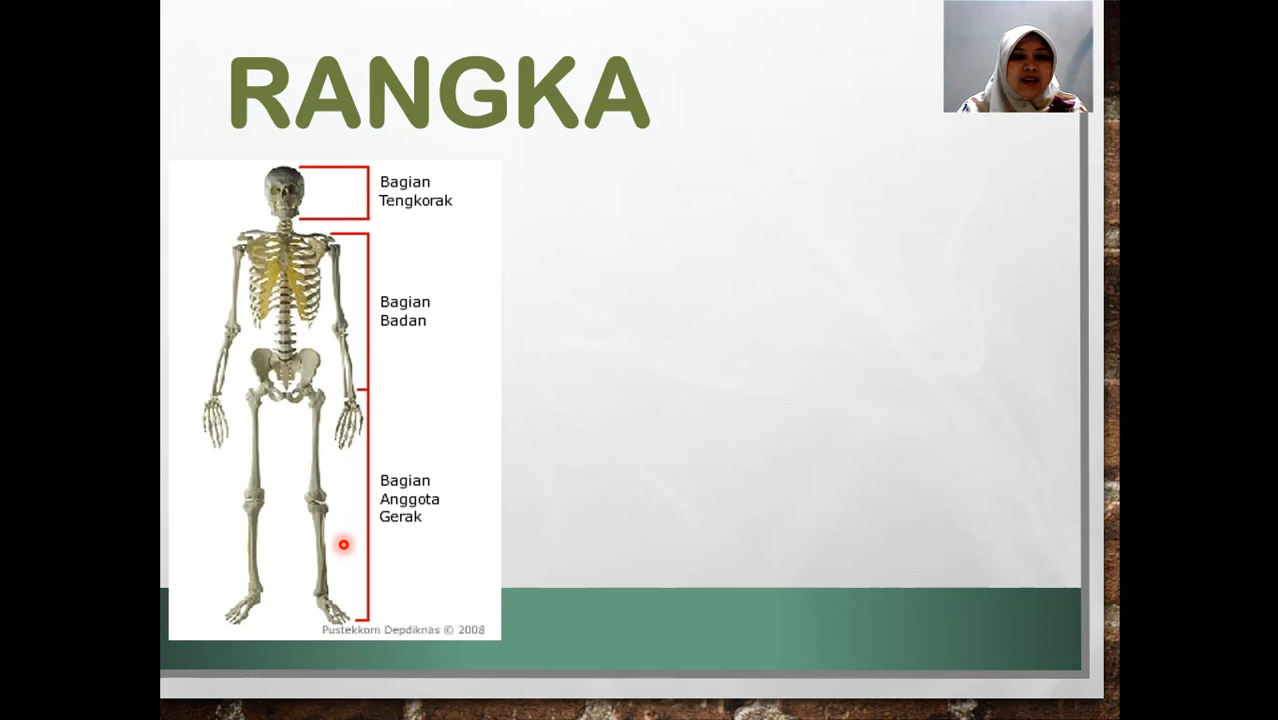 RANGKA
Bagian
Tengkorak
Bagian
Badan
Bagian
Anggota
Gerak
Pustekkom Depdiknas © 2008